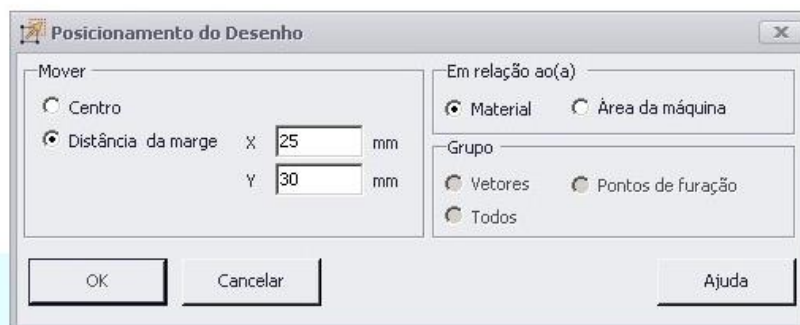 Posicionamento do Desenho
Mover
Centro
Distância da marge X 25 mm
Y 30 mm
Em relação ao(a)
Material Área da máquina
Grupo
Vetores Pontos de furação
Todos
OK Cancelar Ajuda